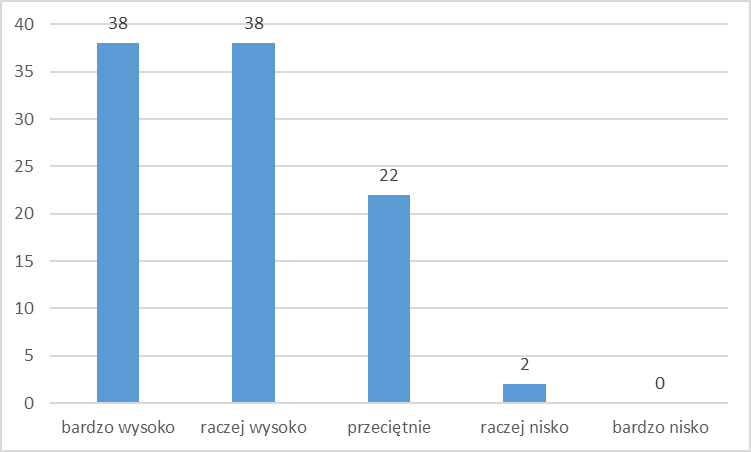 40
35
30
25
20
15
10
5
0
38
38
22
2
0
bardzo wysoko
raczej wysoko
przeciętnie
raczej nisko
bardzo nisko